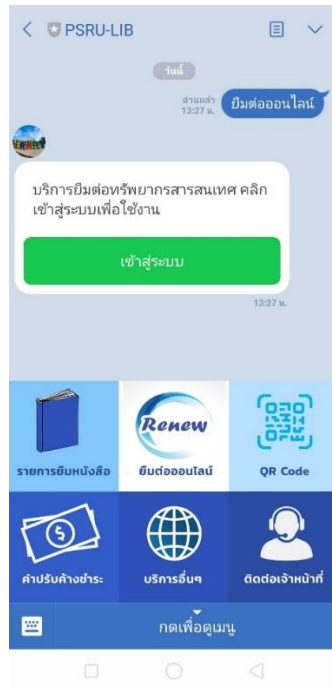 PSRU-LIB
วันนี้
อ่านแล้ว
13:27 น.
ยืมต่อออนไลน์
บริการยืมต่อทรัพยากรสารสนเทศ คลิก
เข้าสู่ระบบเพื่อใช้งาน
เข้าสู่ระบบ
13:27 น.
Renew
รายการยืมหนังสือ
ยืมต่อออนไลน์
QR Code
ค่าปรับค้างชำระ
บริการอื่นๆ
ติดต่อเจ้าหน้าที่
กดเพื่อดูเมนู